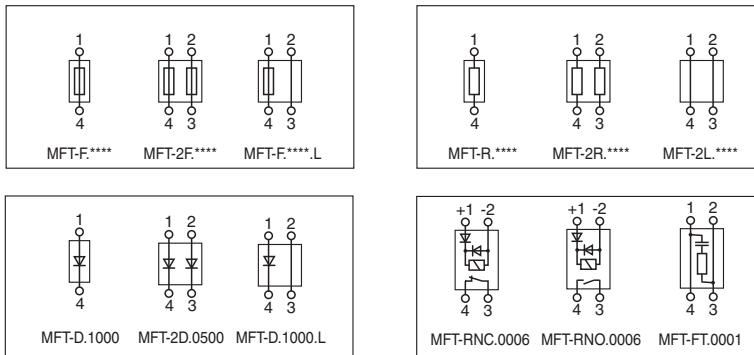 1 1 2 1 2
4 4 3 4 3
MFT-F.**** MFT-2F.**** MFT-F.****.L
1 1 2 1 2
4 4 3 4 3
MFT-R.**** MFT-2R.**** MFT-2L.****
1 1 2 1 2
4 4 3 4 3
MFT-D.1000 MFT-2D.0500 MFT-D.1000.L
+1 -2 +1 -2 1 2
4 3 4 3 4 3
MFT-RNC.0006 MFT-RNO.0006 MFT-FT.0001